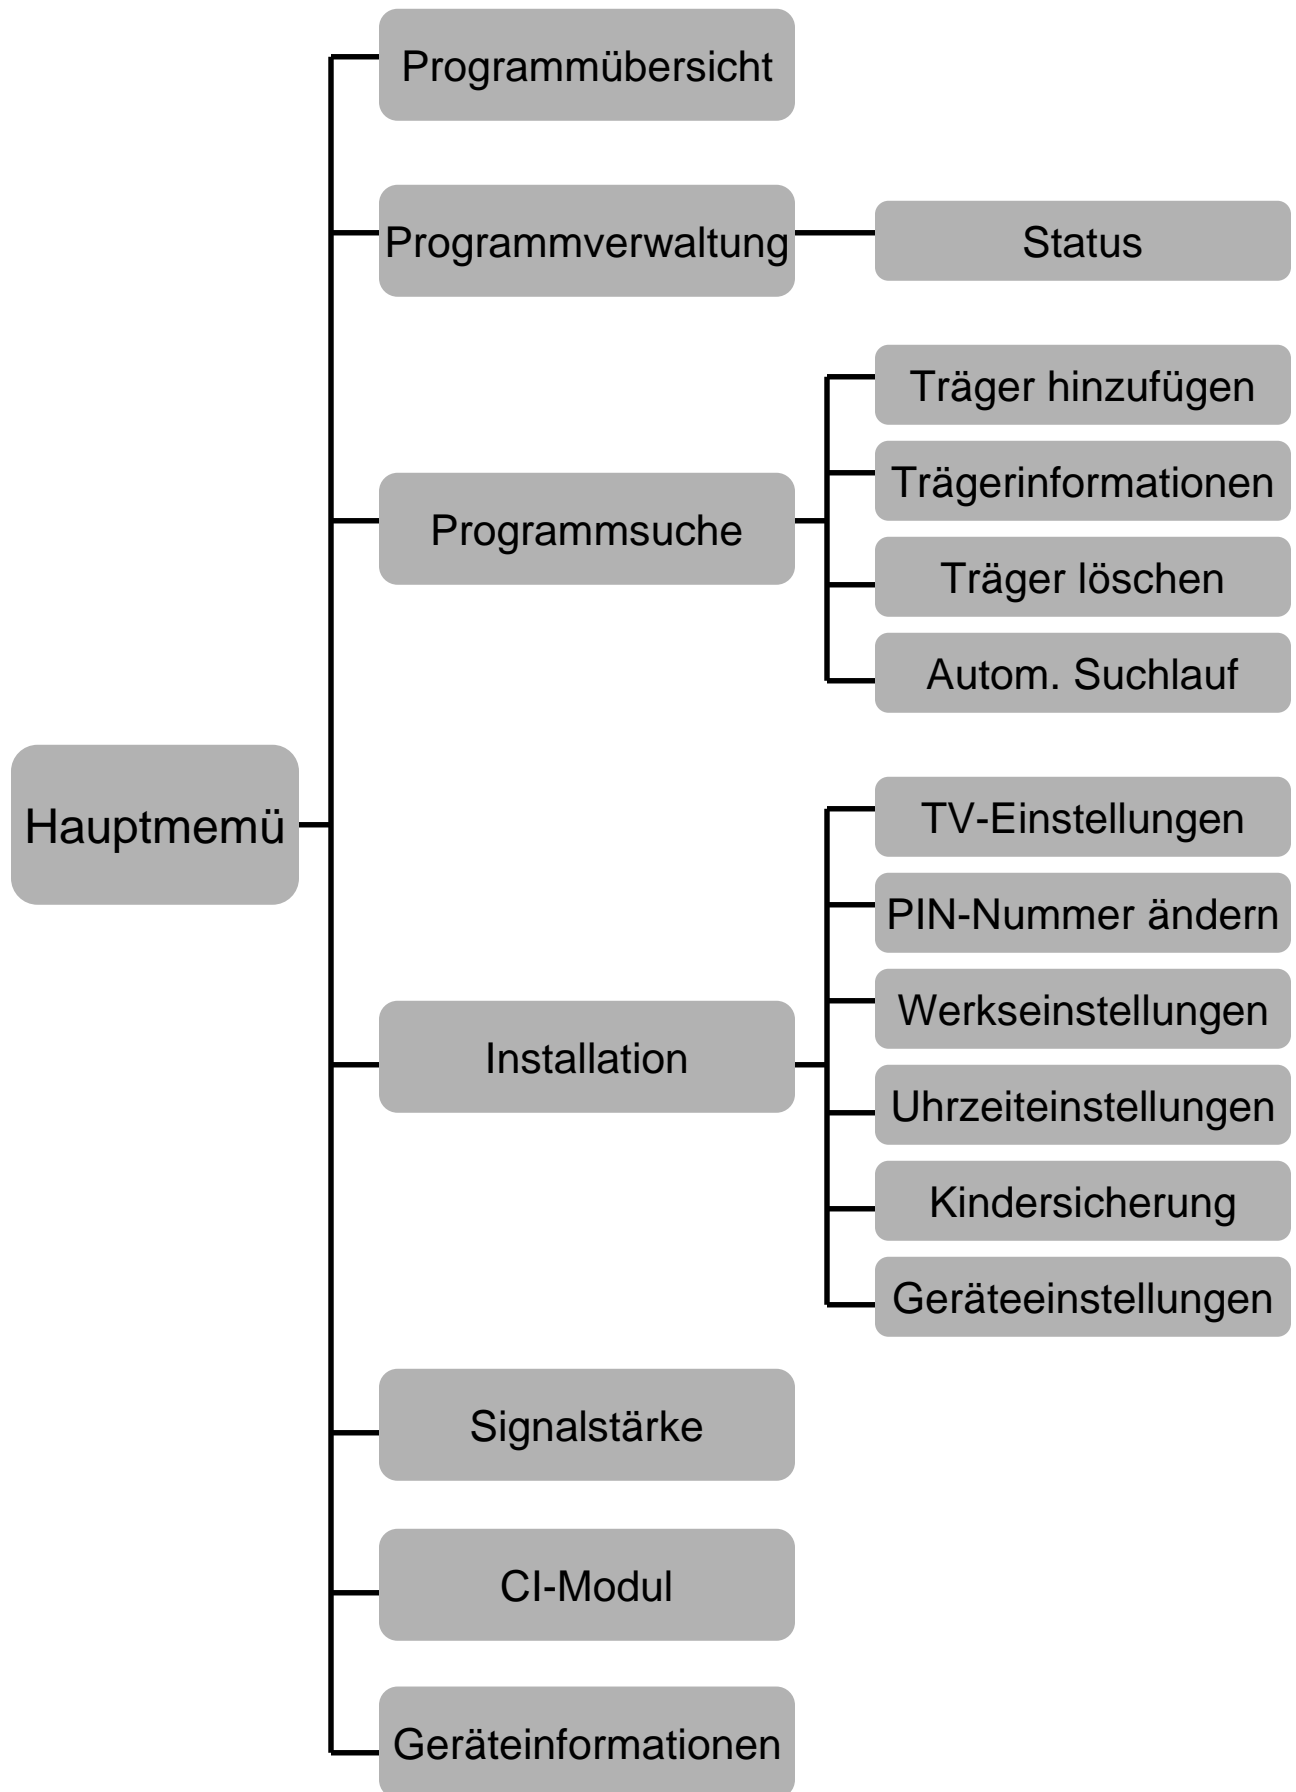 Programmübersicht
Programmverwaltung
Status
Träger hinzufügen
Trägerinformationen
Programmsuche
Träger löschen
Autom. Suchlauf
Hauptmemü
TV-Einstellungen
PIN-Nummer ändern
Werkseinstellungen
Installation
Uhrzeiteinstellungen
Kindersicherung
Geräteeinstellungen
Signalstärke
CI-Modul
Geräteinformationen